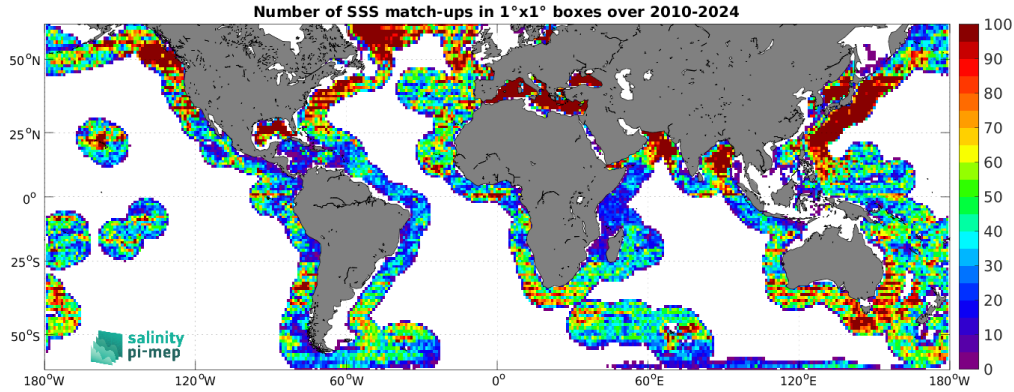 Number of SSS match-ups in 1°x1° boxes over 2010-2024
100
90
80
70
60
50
40
30
20
10
0
50°N
25°N
0°
25°S
50°S
salinity
pi-mep
180°W 120°W 60°W 0° 60°E 120°E 180°W